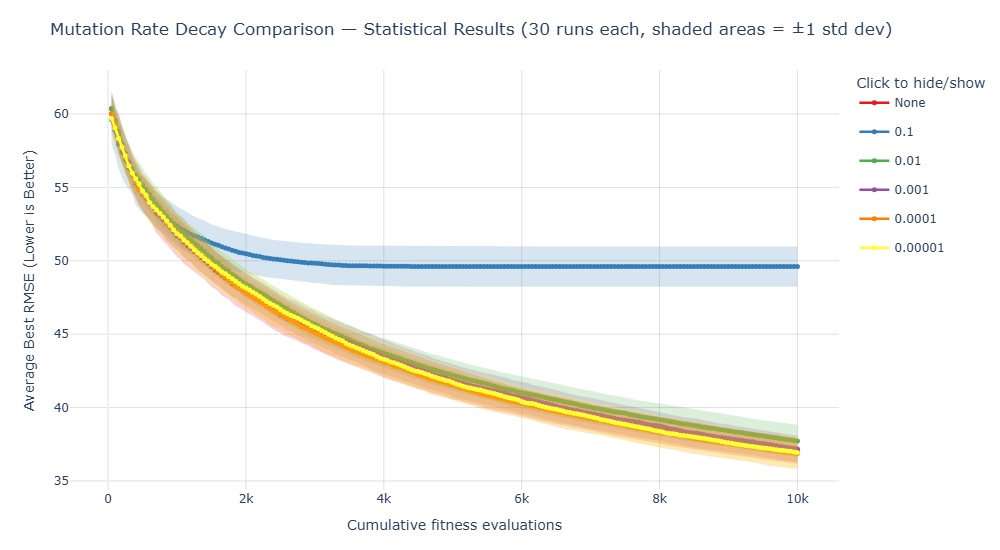 Mutation Rate Decay Comparison — Statistical Results (30 runs each, shaded areas = ±1 std dev)
Click to hide/show
None
0.1
0.01
0.001
0.0001
0.00001
Average Best RMSE (Lower is Better)
60
55
50
45
40
35
0
2k
4k
6k
8k
10k
Cumulative fitness evaluations